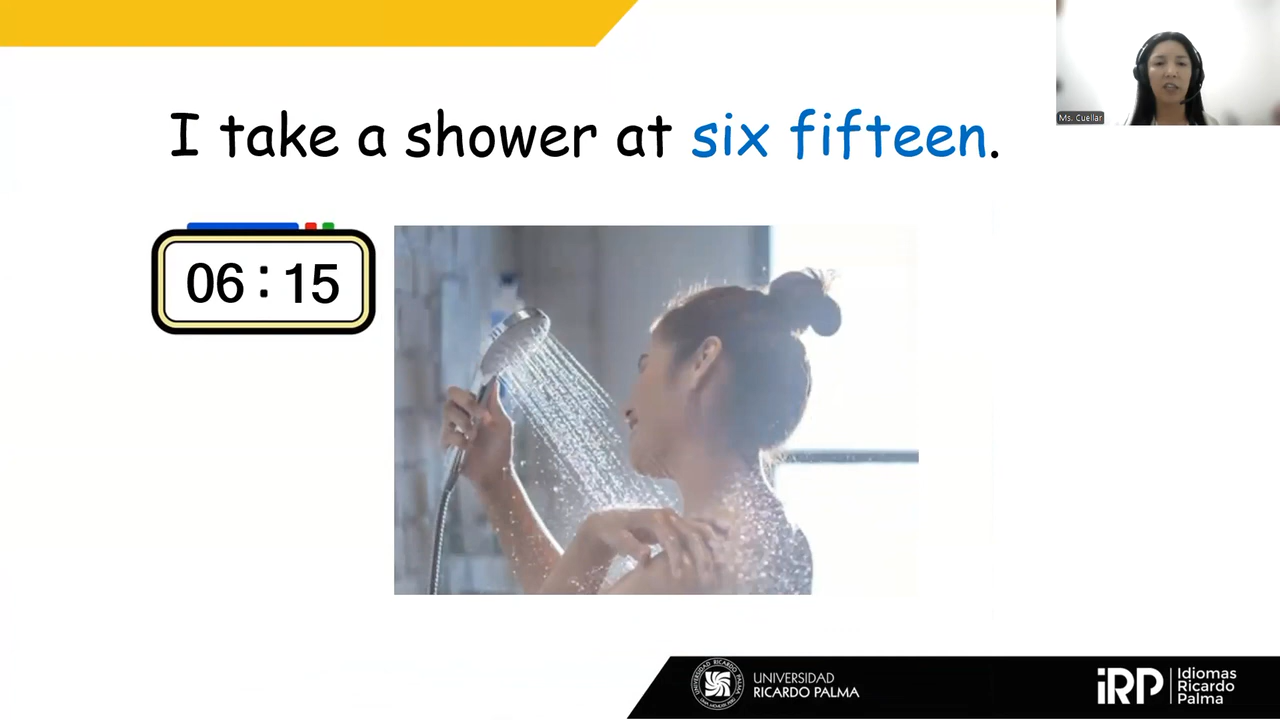 Ms. Cuellar
I take a shower at six fifteen.
06:15
UNIVERSIDAD
RICARDO PALMA
iRP
Idiomas
Ricardo
Palma